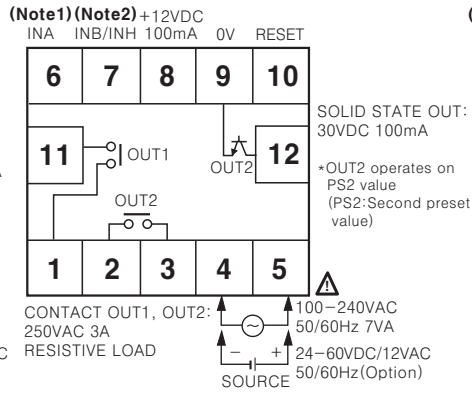 (Note1) (Note2) +12VDC
INA INB/INH 100mA 0V RESET
6 7 8 9 10
SOLID STATE OUT:
30VDC 100mA
11 OUT1 OUT2 12
*OUT2 operates on
PS2 value
(PS2:Second preset
value)
OUT2
1 2 3 4 5
CONTACT OUT1, OUT2:
250VAC 3A
RESISTIVE LOAD
100-240VAC
50/60Hz 7VA
− +
24-60VDC/12VAC
50/60Hz(Option)
SOURCE